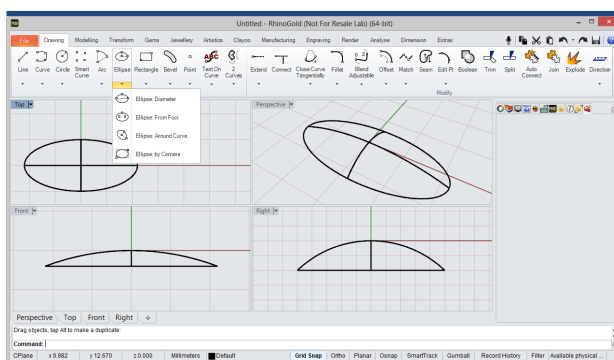 Untitled - RhinoGold (Not For Resale Lab) (64-bit)
File Drawing Modelling Transform Gems Jewellery Artistics Clayoo Manufacturing Engraving Render Analyse Dimension Extras
Line Curve Circle Smart Curve Arc Ellipse Rectangle Bevel Point Text On Curve 2 Curves Extend Connect Close Curve Tangentially Fillet Blend Adjustable Offset Match Seam Edit Pt Boolean Trim Split Auto Connect Join Explode Direction
Modify
Ellipse: Diameter
Ellipse: From Foci
Ellipse: Around Curve
Ellipse: by Corners
Top
Perspective
Front
Right
Perspective Top Front Right
Drag objects, tap Alt to make a duplicate:
Command:
CPlane x 9.982 y 12.670 z 0.000 Millimeters Default Grid Snap Ortho Planar Osnap SmartTrack Gumball Record History Filter Available physical ...